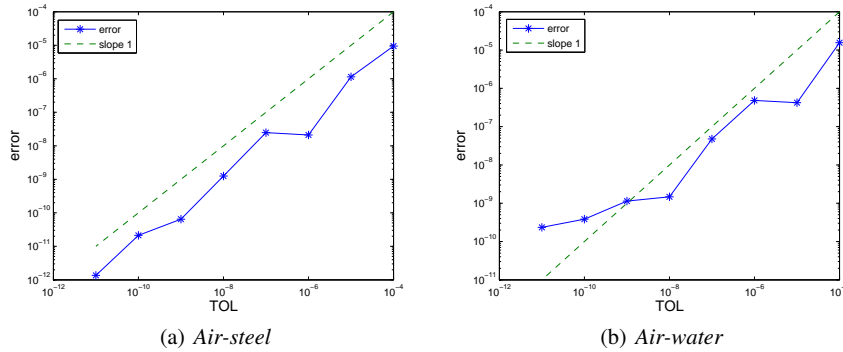 10⁻⁴
10⁻⁵
10⁻⁶
10⁻⁷
10⁻⁸
10⁻⁹
10⁻¹⁰
10⁻¹¹
10⁻¹²
error
error
slope 1
10⁻¹²
10⁻¹⁰
10⁻⁸
10⁻⁶
10⁻⁴
TOL
(a) Air-steel
10⁻⁴
10⁻⁵
10⁻⁶
10⁻⁷
10⁻⁸
10⁻⁹
10⁻¹⁰
10⁻¹¹
error
error
slope 1
10⁻¹²
10⁻¹⁰
10⁻⁸
10⁻⁶
TOL
(b) Air-water